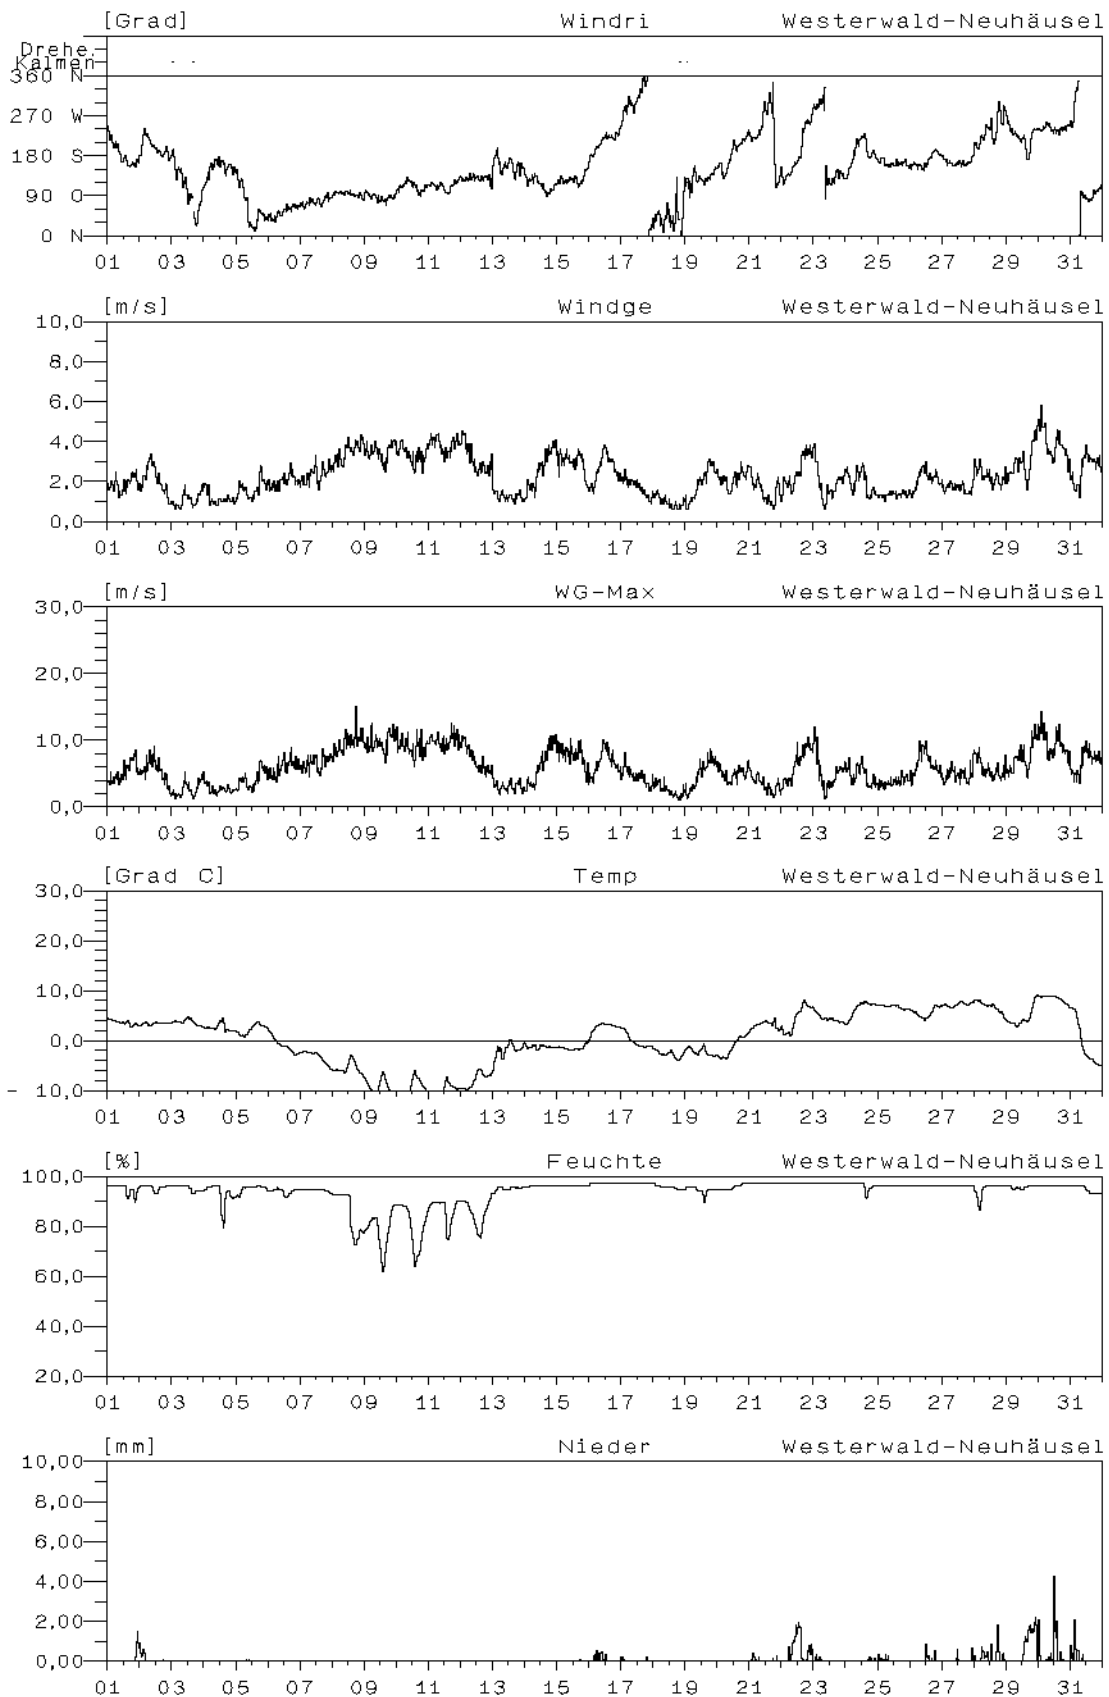 [Grad] Windri Westerwald-Neuhäusel
Drehe.
Kalmen
360 N
270 W
180 S
90 O
0 N
01 03 05 07 09 11 13 15 17 19 21 23 25 27 29 31
[m/s] Windge Westerwald-Neuhäusel
10,0
8,0
6,0
4,0
2,0
0,0
01 03 05 07 09 11 13 15 17 19 21 23 25 27 29 31
[m/s] WG-Max Westerwald-Neuhäusel
30,0
20,0
10,0
0,0
01 03 05 07 09 11 13 15 17 19 21 23 25 27 29 31
[Grad C] Temp Westerwald-Neuhäusel
30,0
20,0
10,0
0,0
- 10,0
01 03 05 07 09 11 13 15 17 19 21 23 25 27 29 31
[%] Feuchte Westerwald-Neuhäusel
100,0
80,0
60,0
40,0
20,0
01 03 05 07 09 11 13 15 17 19 21 23 25 27 29 31
[mm] Nieder Westerwald-Neuhäusel
10,00
8,00
6,00
4,00
2,00
0,00
01 03 05 07 09 11 13 15 17 19 21 23 25 27 29 31